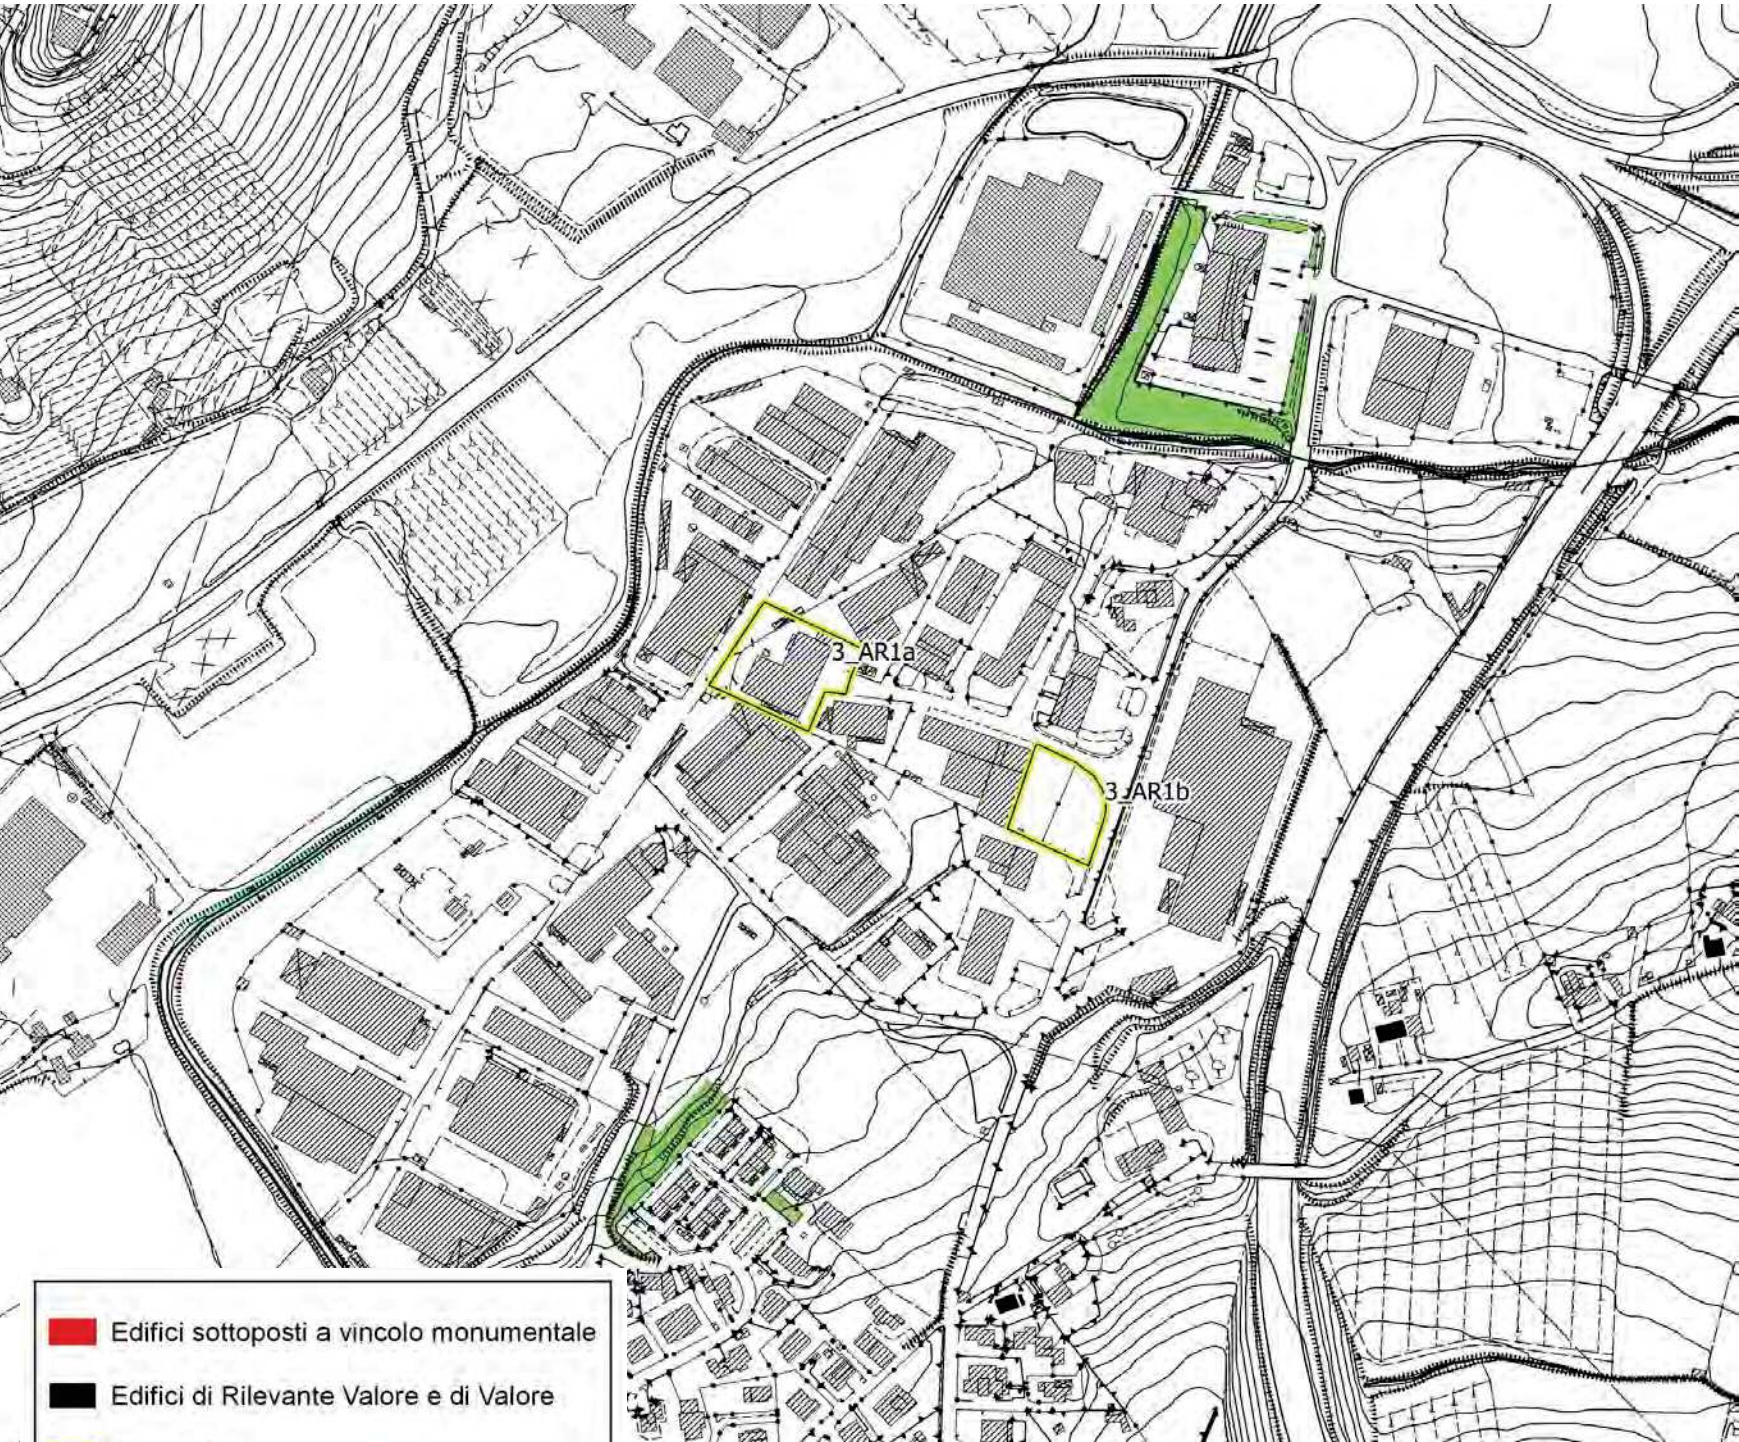 3_AR1a
3_AR1b
Edifici sottoposti a vincolo monumentale
Edifici di Rilevante Valore e di Valore